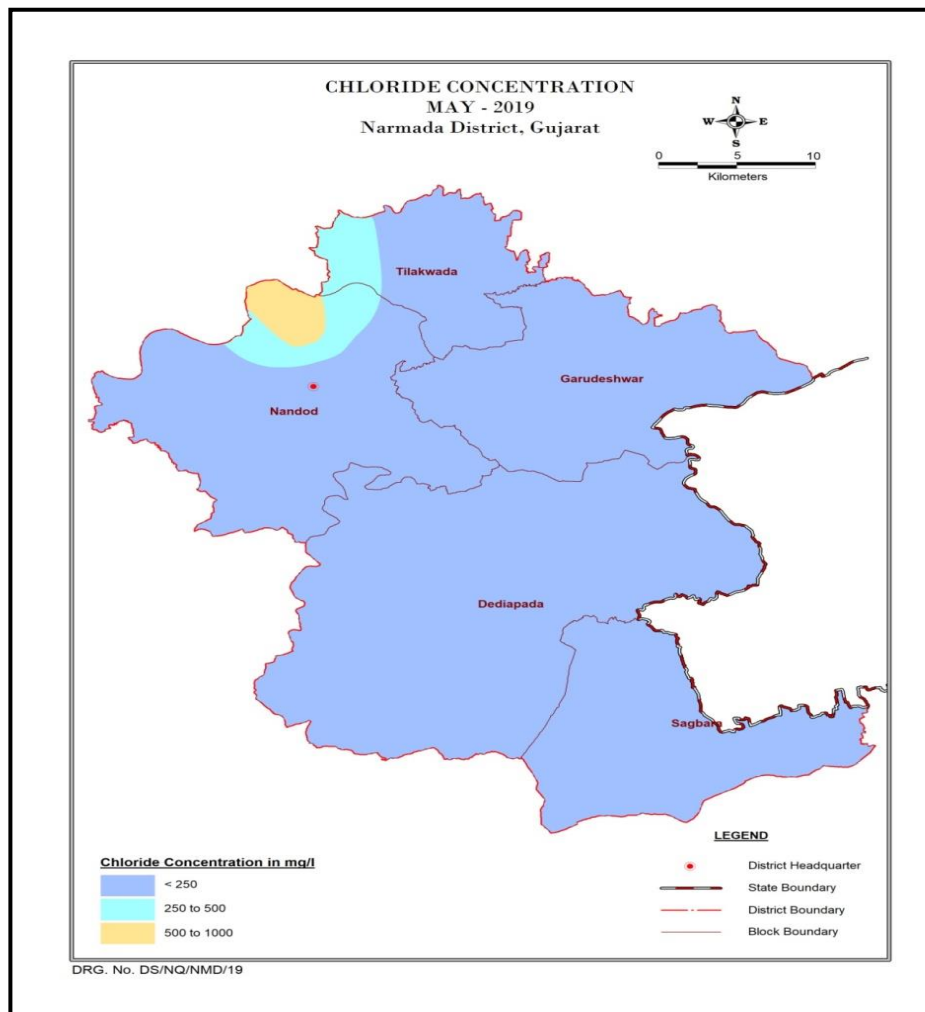 CHLORIDE CONCENTRATION
MAY - 2019
Narmada District, Gujarat
N
W E
S
0 5 10
Kilometers
Tilakwada
Garudeshwar
Nandod
Dediapada
Sagbara
LEGEND
District Headquarter
State Boundary
District Boundary
Block Boundary
Chloride Concentration in mg/l
< 250
250 to 500
500 to 1000
DRG. No. DS/NQ/NMD/19